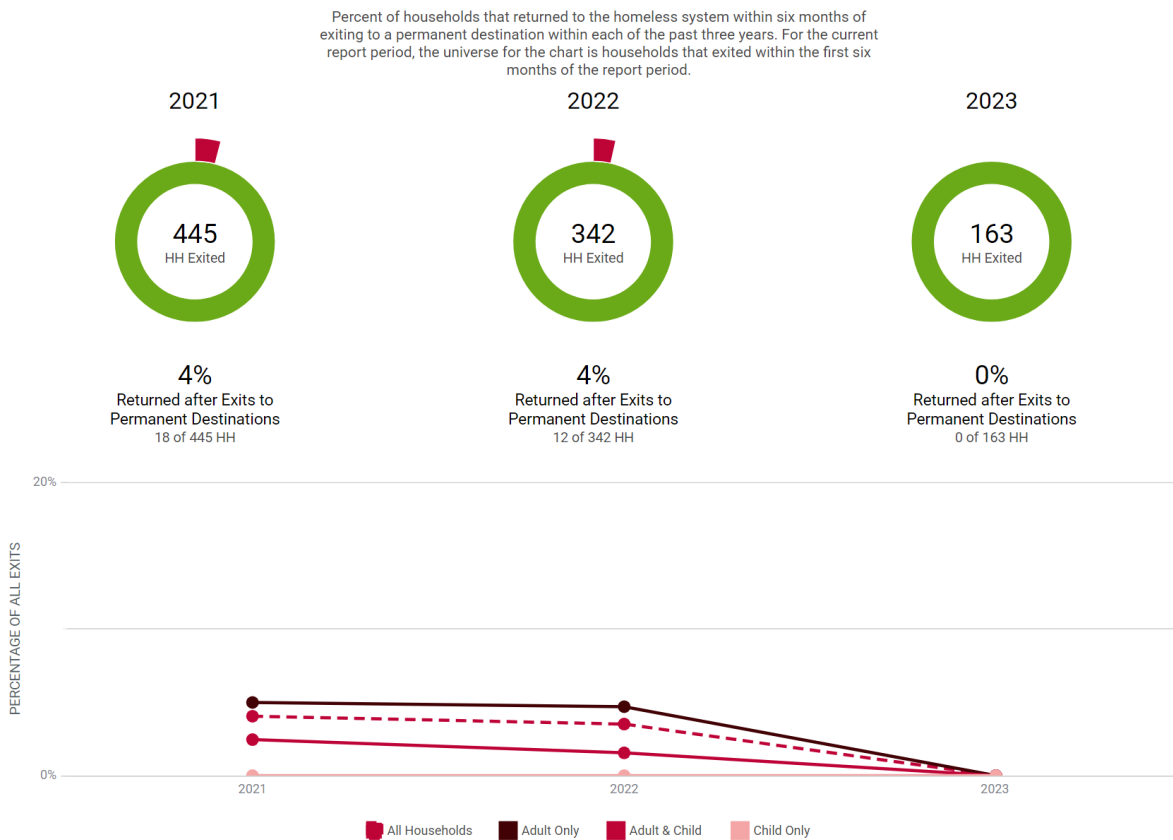 Percent of households that returned to the homeless system within six months of
exiting to a permanent destination within each of the past three years. For the current
report period, the universe for the chart is households that exited within the first six
months of the report period.
2021
2022
2023
445
HH Exited
342
HH Exited
163
HH Exited
4%
Returned after Exits to
Permanent Destinations
18 of 445 HH
4%
Returned after Exits to
Permanent Destinations
12 of 342 HH
0%
Returned after Exits to
Permanent Destinations
0 of 163 HH
20%
PERCENTAGE OF ALL EXITS
0%
2021
2022
2023
All Households
Adult Only
Adult & Child
Child Only